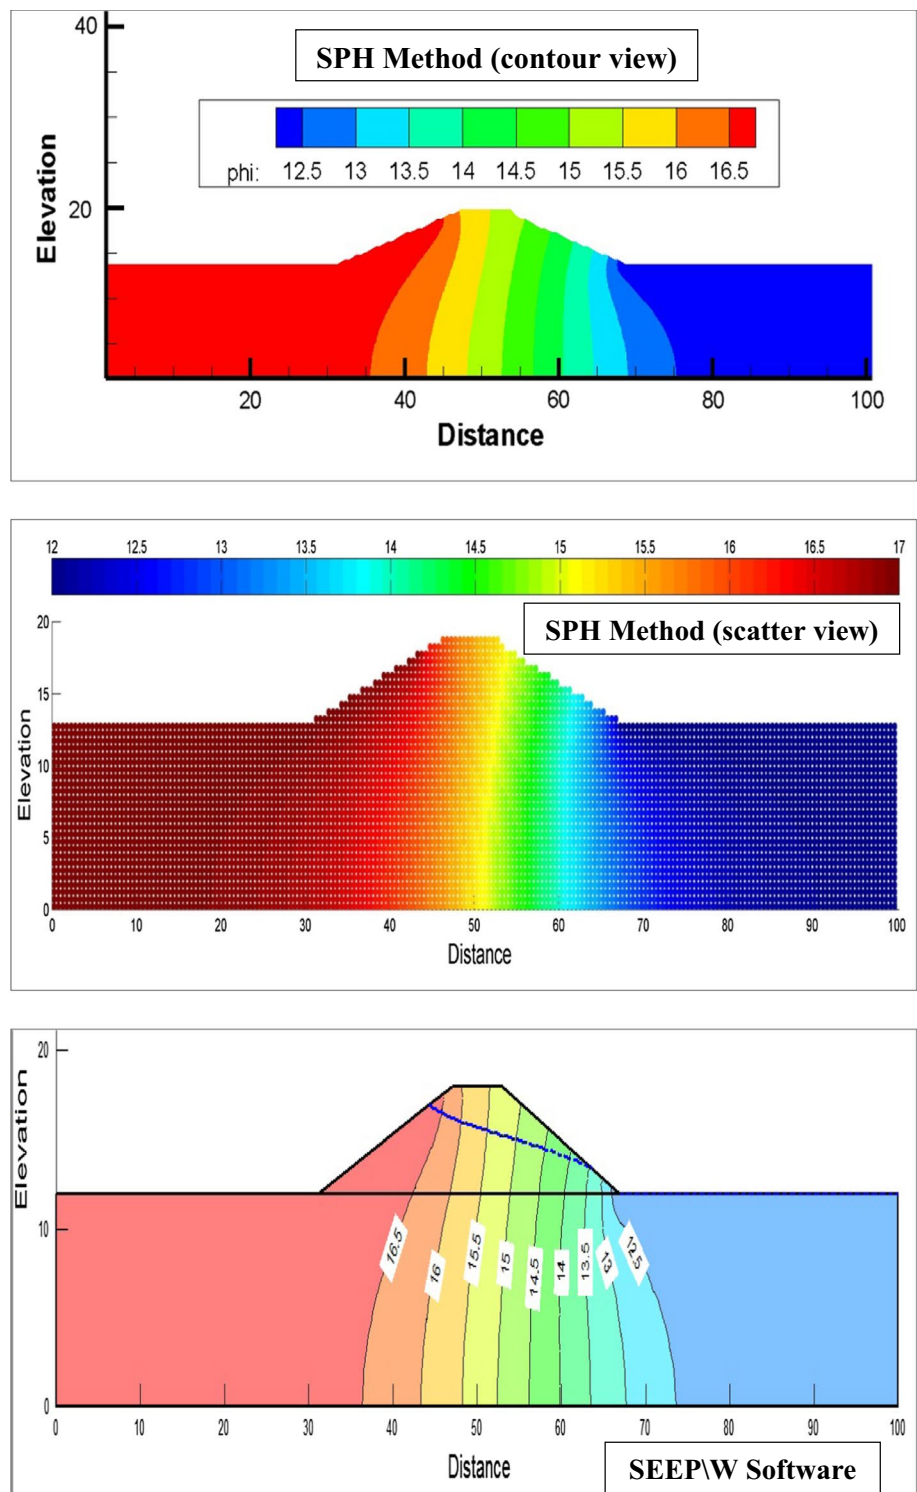 40
SPH Method (contour view)
phi: 12.5 13 13.5 14 14.5 15 15.5 16 16.5
Elevation
20
20 40 60 80 100
Distance
12 12.5 13 13.5 14 14.5 15 15.5 16 16.5 17
SPH Method (scatter view)
20
15
10
5
0
Elevation
0 10 20 30 40 50 60 70 80 90 100
Distance
20
10
0
Elevation
16.5 16 15.5 15 14.5 14 13.5 13 12.5
0 10 20 30 40 50 60 70 80 90 100
Distance
SEEP\W Software